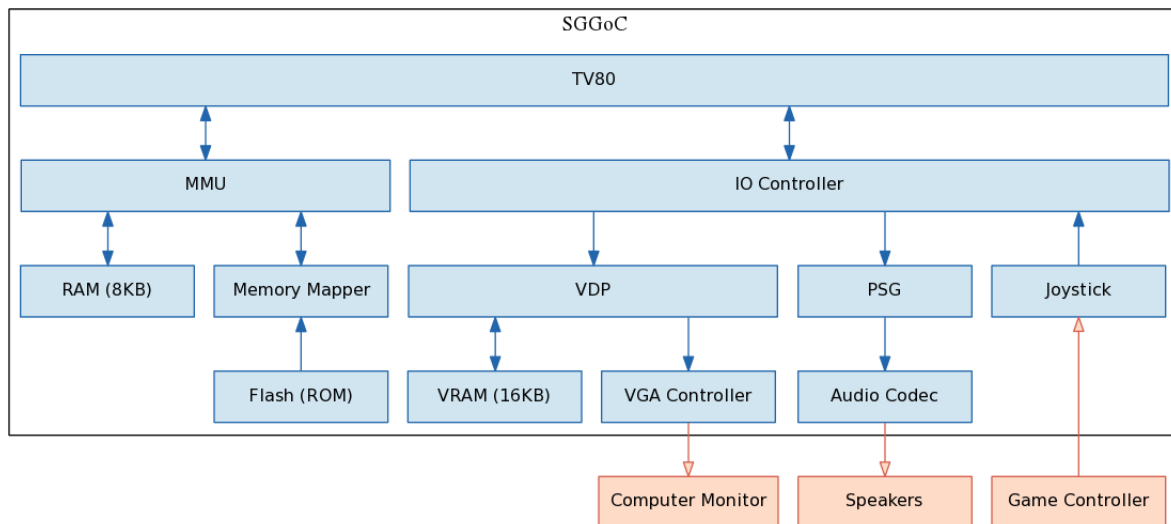 SGGoC
TV80
MMU
IO Controller
RAM (8KB)
Memory Mapper
VDP
PSG
Joystick
Flash (ROM)
VRAM (16KB)
VGA Controller
Audio Codec
Computer Monitor
Speakers
Game Controller